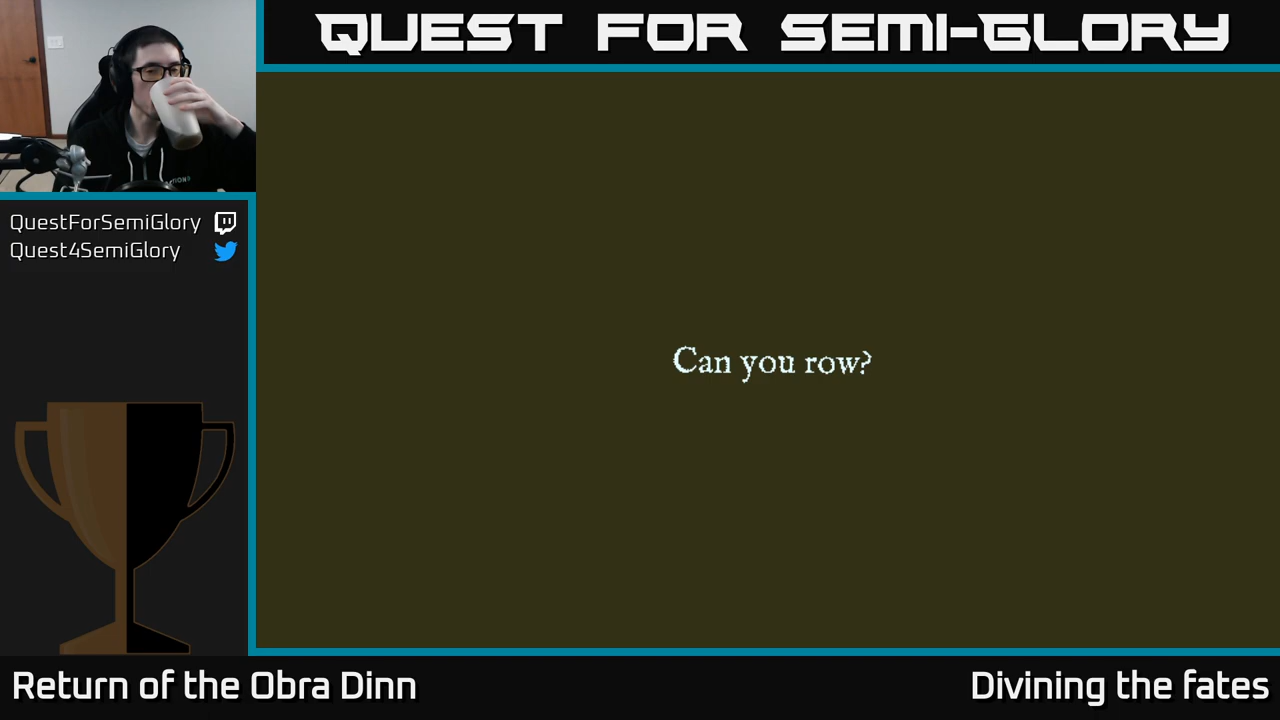 QUEST FOR SEMI-GLORY
QuestForSemiGlory
Quest4SemiGlory
Can you row?
Return of the Obra Dinn
Divining the fates